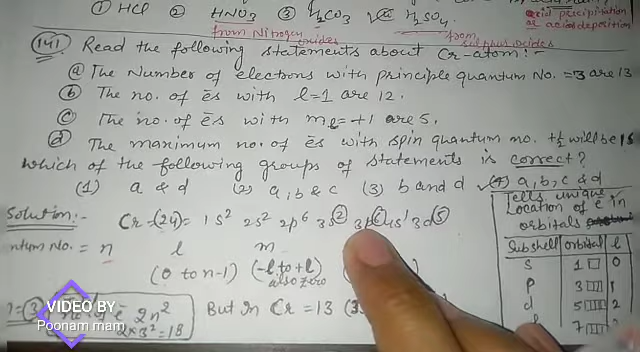 ① HCl ② HNO3 ③ H2CO3 H2SO4
from Nitrogen oxides from sulphur oxides
acid precipitation
as acid deposition
141. Read the following statements about Cr-atom:-
ⓐ The Number of electrons with principle quantum No. = 3 are 13
ⓑ The no. of ēs with l=1 are 12.
ⓒ The no. of ēs with ml = +1 are 5.
ⓓ The maximum no. of ēs with spin quantum no. +½ will be 15
Which of the following groups of statements is correct?
(1) a & d (2) a, b & c (3) b and d ✓(4) a, b, c & d
Solution:- Cr-(24) = 1s² 2s² 2p⁶ 3s² 3p⁶ 4s¹ 3d⁵
ntum No. = n l m
(0 to n-1) (-l to +l)
also zero
2n²
2×3²=18
But In Cr = 13
Tells unique
Location of ē in
orbitals
Subshell orbital l
s 1 0
p 3 1
d 5 2
7
VIDEO BY
Poonam mam